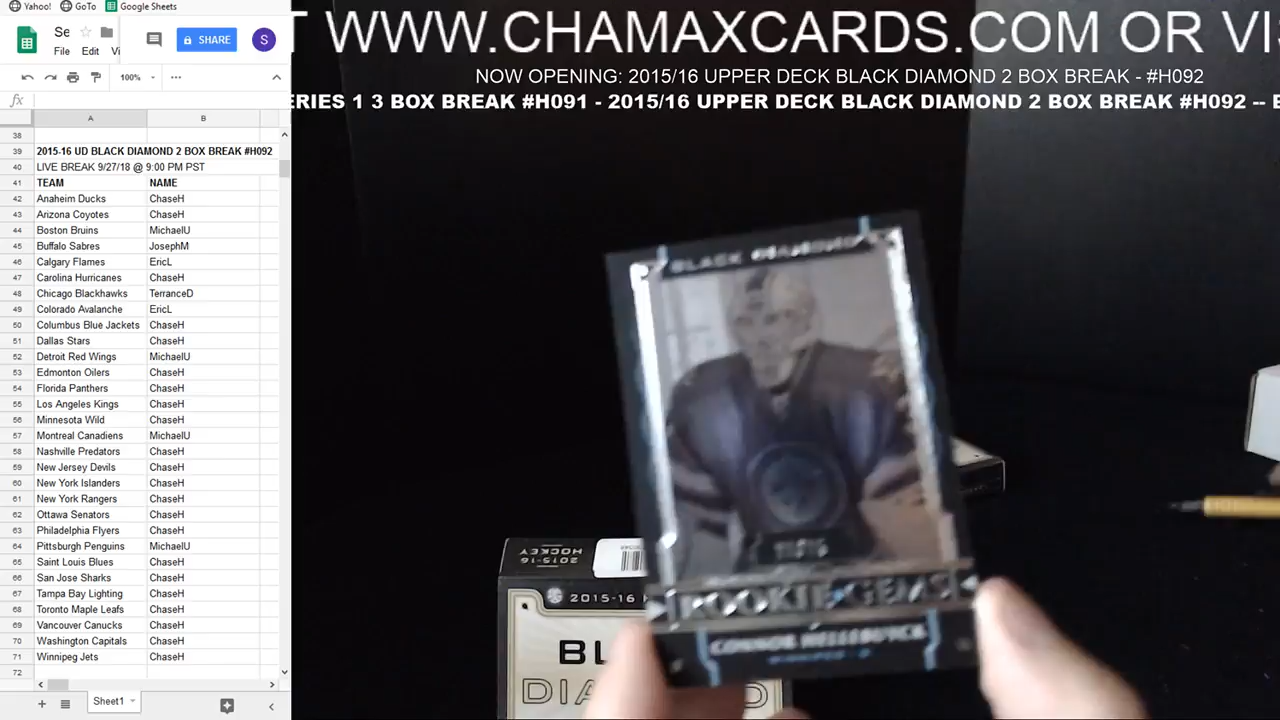 Yahoo!
GoTo
Google Sheets
Se
File
Edit
Vi
SHARE
S
100%
fx
A
B
38
39 2015-16 UD BLACK DIAMOND 2 BOX BREAK #H092
40 LIVE BREAK 9/27/18 @ 9:00 PM PST
41 TEAM NAME
42 Anaheim Ducks ChaseH
43 Arizona Coyotes ChaseH
44 Boston Bruins MichaelU
45 Buffalo Sabres JosephM
46 Calgary Flames EricL
47 Carolina Hurricanes ChaseH
48 Chicago Blackhawks TerranceD
49 Colorado Avalanche EricL
50 Columbus Blue Jackets ChaseH
51 Dallas Stars ChaseH
52 Detroit Red Wings MichaelU
53 Edmonton Oilers ChaseH
54 Florida Panthers ChaseH
55 Los Angeles Kings ChaseH
56 Minnesota Wild ChaseH
57 Montreal Canadiens MichaelU
58 Nashville Predators ChaseH
59 New Jersey Devils ChaseH
60 New York Islanders ChaseH
61 New York Rangers ChaseH
62 Ottawa Senators ChaseH
63 Philadelphia Flyers ChaseH
64 Pittsburgh Penguins MichaelU
65 Saint Louis Blues ChaseH
66 San Jose Sharks ChaseH
67 Tampa Bay Lighting ChaseH
68 Toronto Maple Leafs ChaseH
69 Vancouver Canucks ChaseH
70 Washington Capitals ChaseH
71 Winnipeg Jets ChaseH
72
Sheet1
T WWW.CHAMAXCARDS.COM OR VI
NOW OPENING: 2015/16 UPPER DECK BLACK DIAMOND 2 BOX BREAK - #H092
ERIES 1 3 BOX BREAK #H091 - 2015/16 UPPER DECK BLACK DIAMOND 2 BOX BREAK #H092 -- E
BLACK DIAMOND
ROOKIE GEMS
CONNOR HELLEBUYCK
WINNIPEG
2015-16
HOCKEY
2015-16 H
BL
DIA D